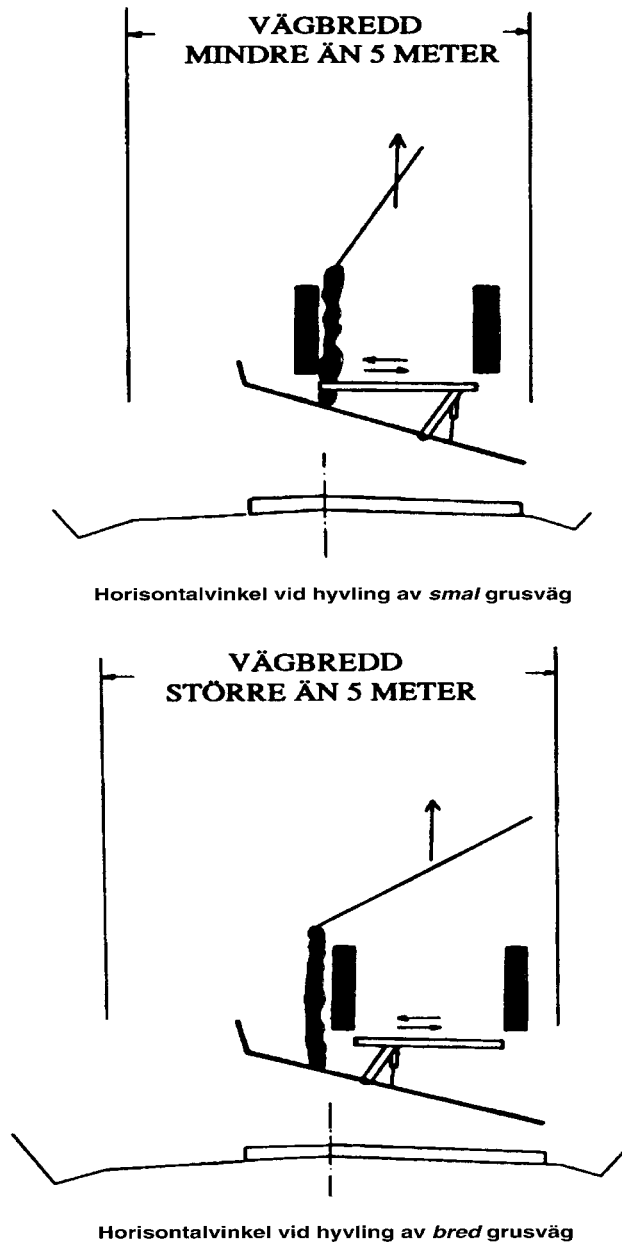 VÄGBREDD
MINDRE ÄN 5 METER
Horisontalvinkel vid hyvling av smal grusväg
VÄGBREDD
STÖRRE ÄN 5 METER
Horisontalvinkel vid hyvling av bred grusväg